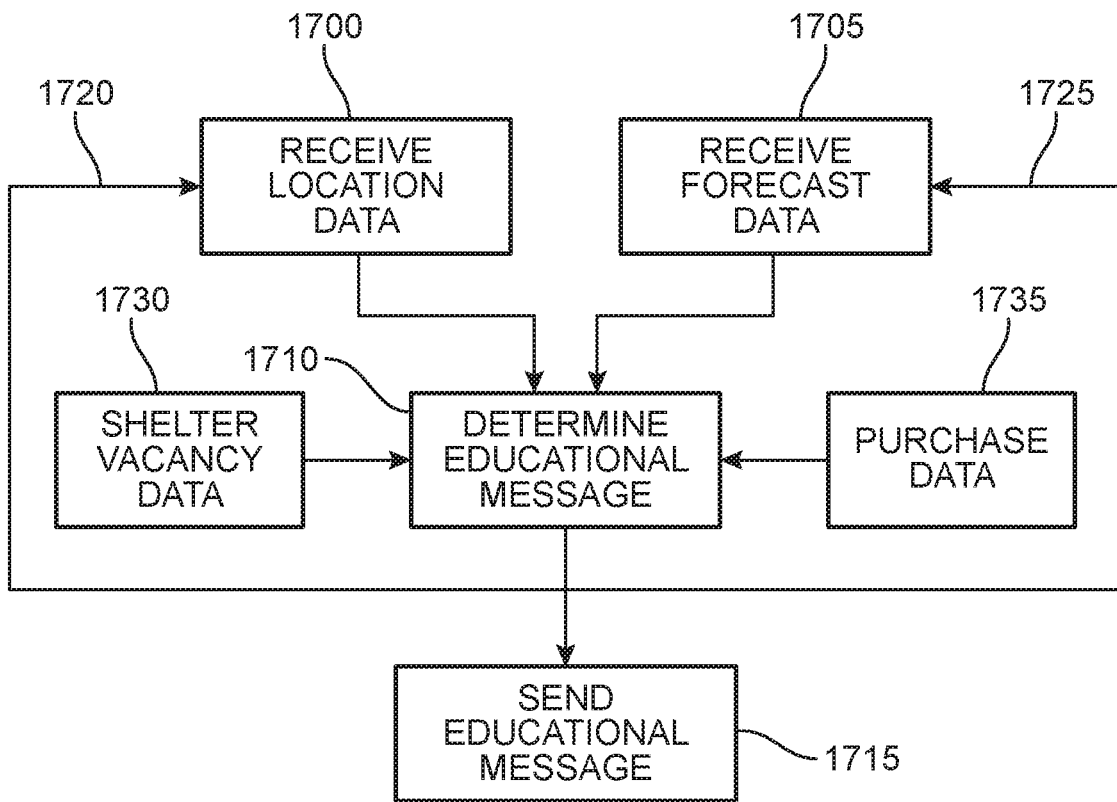 1700
1705
1720
1725
RECEIVE
LOCATION
DATA
RECEIVE
FORECAST
DATA
1730
1735
1710
SHELTER
VACANCY
DATA
DETERMINE
EDUCATIONAL
MESSAGE
PURCHASE
DATA
SEND
EDUCATIONAL
MESSAGE
1715